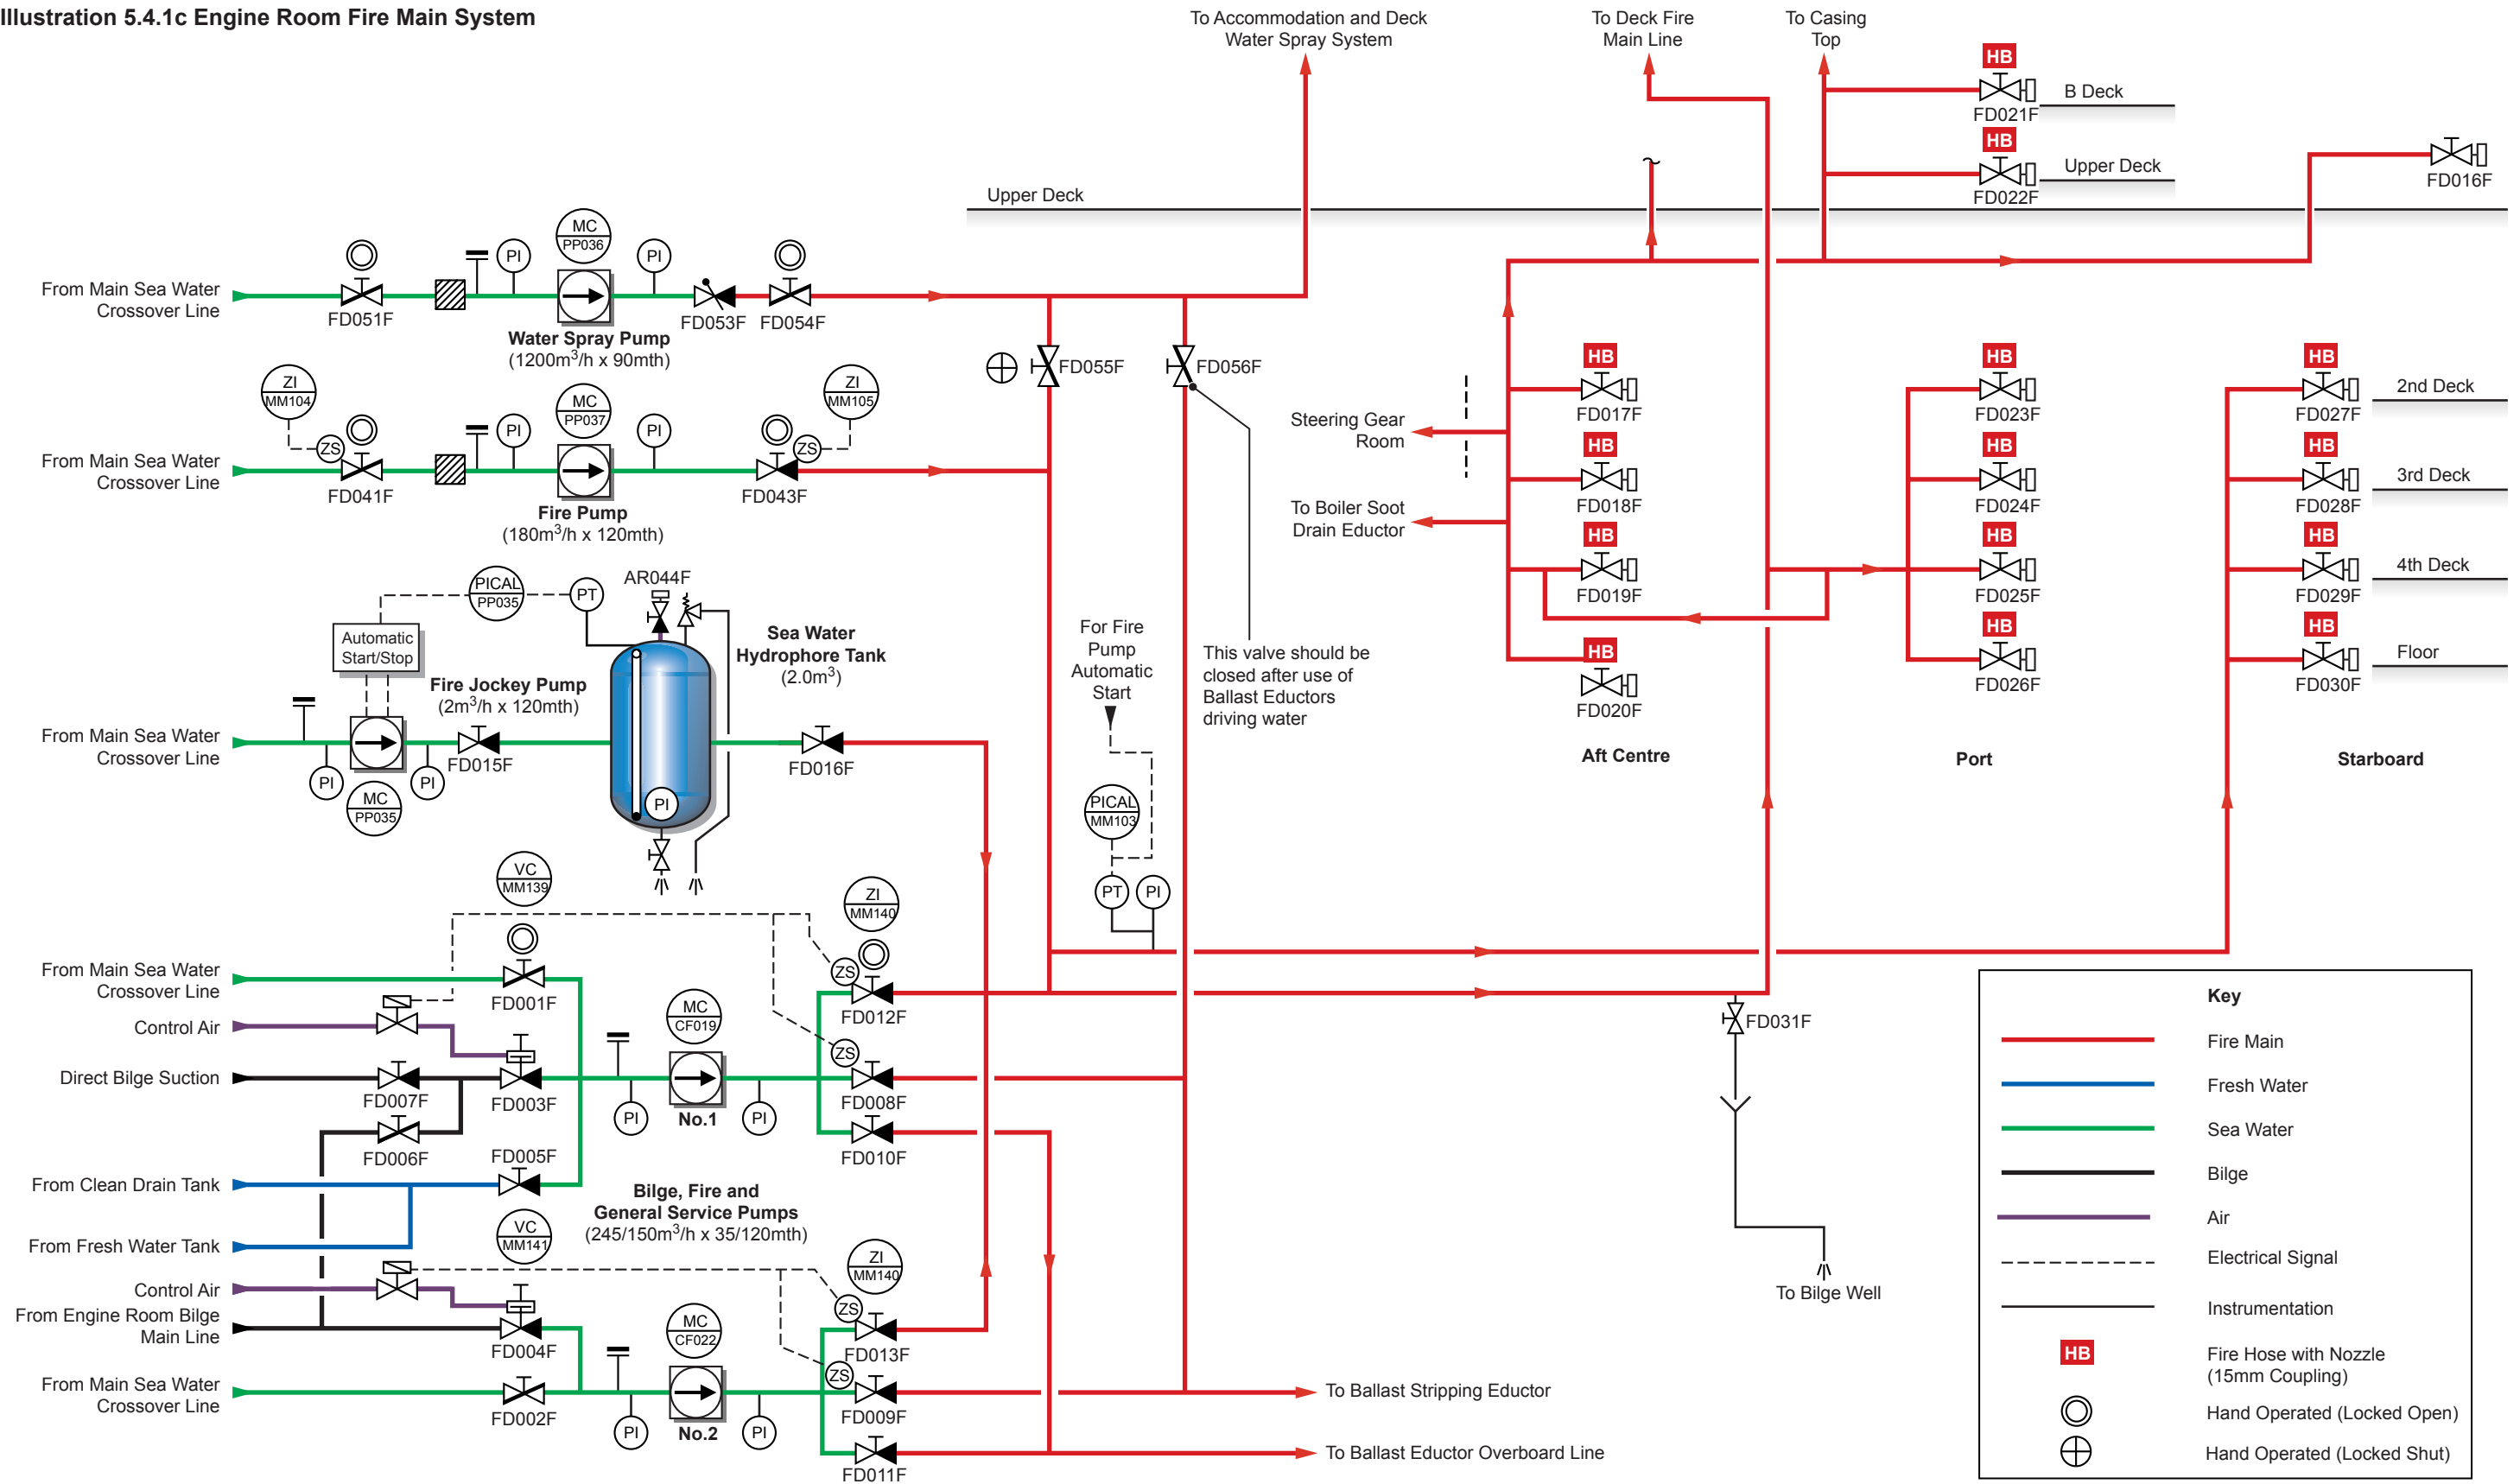 Illustration 5.4.1c Engine Room Fire Main System
To Accommodation and Deck
Water Spray System
To Deck Fire
Main Line
To Casing
Top
HB
B Deck
FD021F
HB
Upper Deck
FD022F
FD016F
Upper Deck
MC
PP036
PI
PI
From Main Sea Water
Crossover Line
FD051F
FD053F
FD054F
Water Spray Pump
(1200m3/h x 90mth)
FD055F
FD056F
ZI
MM104
MC
PP037
ZI
MM105
ZS
PI
PI
ZS
From Main Sea Water
Crossover Line
FD041F
FD043F
Fire Pump
(180m3/h x 120mth)
HB
FD017F
Steering Gear
Room
HB
FD018F
To Boiler Soot
Drain Eductor
HB
FD019F
HB
FD020F
Aft Centre
HB
FD023F
HB
FD024F
HB
FD025F
HB
FD026F
Port
HB
FD027F
2nd Deck
HB
FD028F
3rd Deck
HB
FD029F
4th Deck
HB
FD030F
Floor
Starboard
PICAL
PP035
PT
AR044F
Automatic
Start/Stop
Sea Water
Hydrophore Tank
(2.0m3)
Fire Jockey Pump
(2m3/h x 120mth)
From Main Sea Water
Crossover Line
PI
PI
FD015F
MC
PP035
PI
FD016F
For Fire
Pump
Automatic
Start
This valve should be
closed after use of
Ballast Eductors
driving water
PICAL
MM103
PT
PI
VC
MM139
ZI
MM140
From Main Sea Water
Crossover Line
FD001F
ZS
FD012F
Control Air
MC
CF019
ZS
Direct Bilge Suction
FD007F
FD003F
PI
No.1
PI
FD008F
FD006F
FD005F
FD010F
From Clean Drain Tank
Bilge, Fire and
General Service Pumps
(245/150m3/h x 35/120mth)
From Fresh Water Tank
VC
MM141
ZI
MM140
Control Air
From Engine Room Bilge
Main Line
FD004F
MC
CF022
ZS
FD013F
ZS
From Main Sea Water
Crossover Line
FD002F
PI
No.2
PI
FD009F
FD011F
To Ballast Stripping Eductor
To Ballast Eductor Overboard Line
FD031F
To Bilge Well
Key
Fire Main
Fresh Water
Sea Water
Bilge
Air
Electrical Signal
Instrumentation
HB
Fire Hose with Nozzle
(15mm Coupling)
Hand Operated (Locked Open)
Hand Operated (Locked Shut)